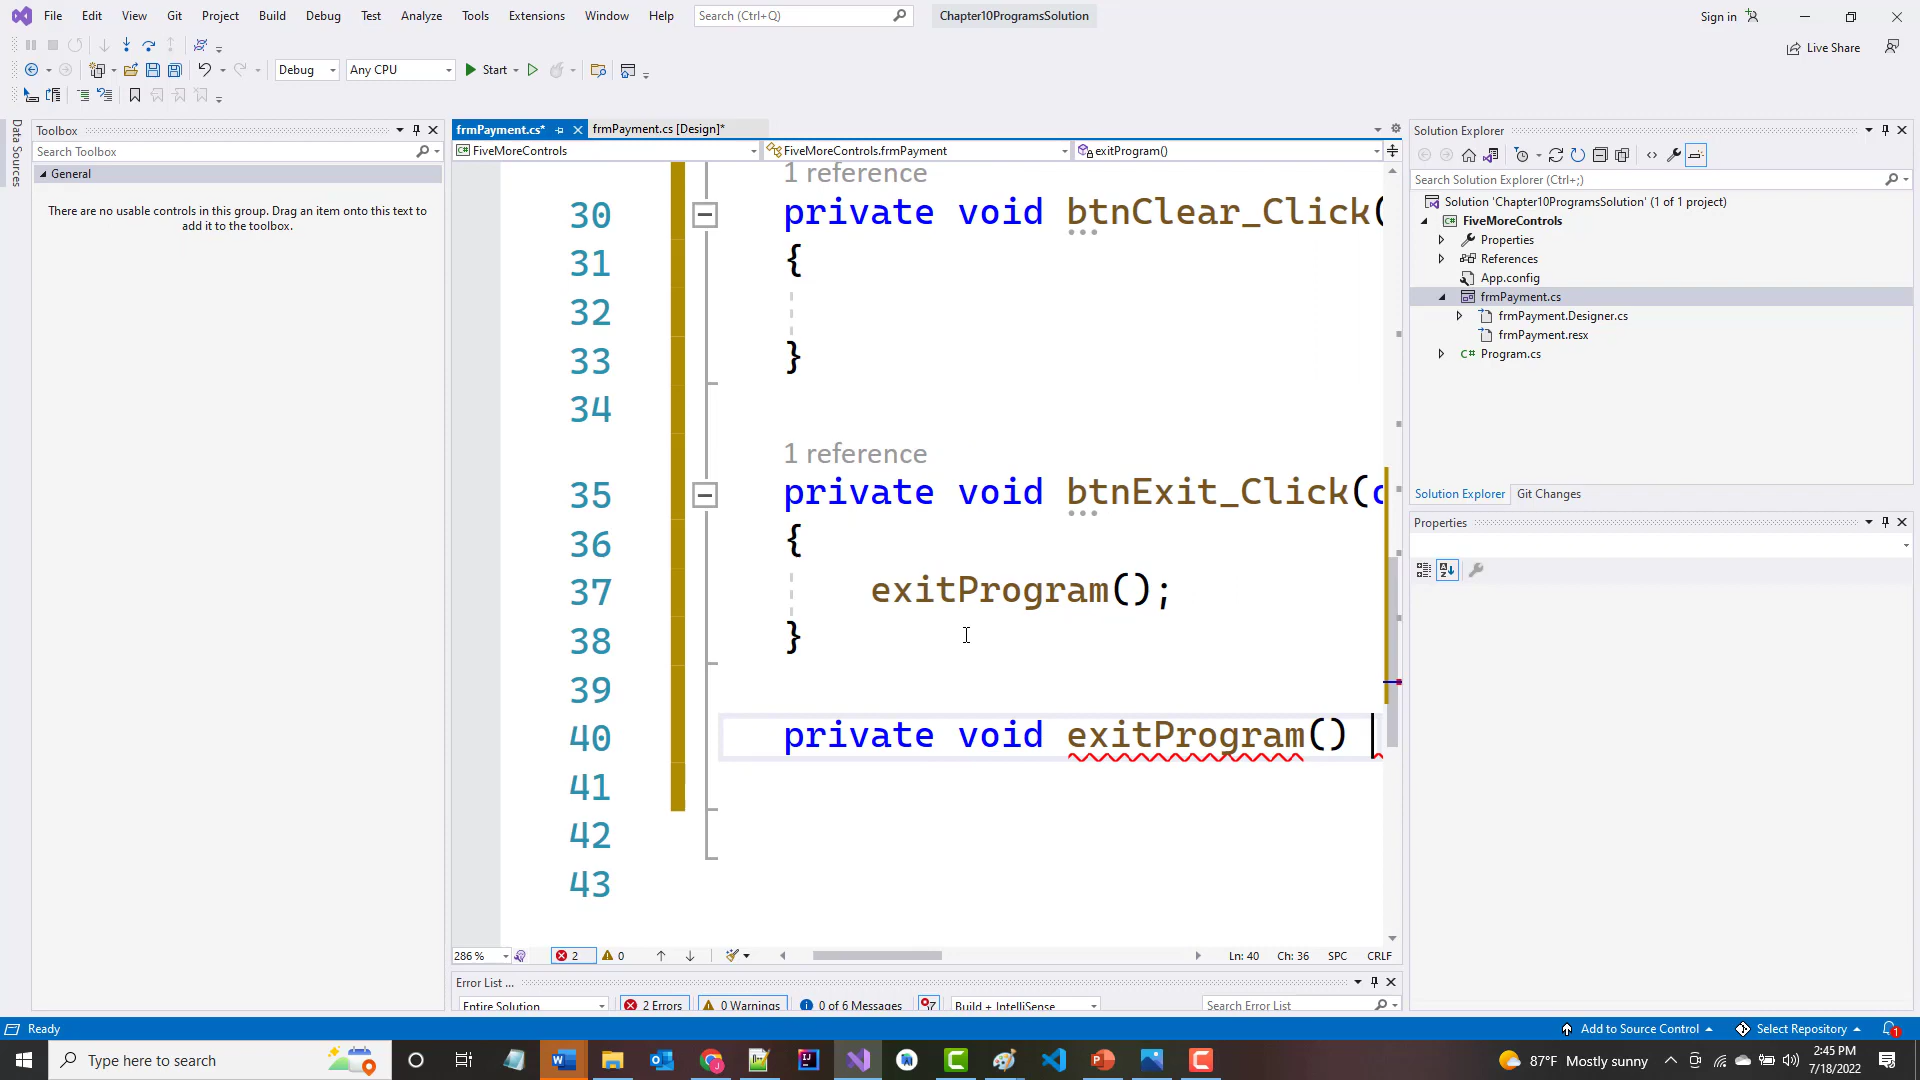 File Edit View Git Project Build Debug Test Analyze Tools Extensions Window Help Search (Ctrl+Q) Chapter10ProgramsSolution Sign in
Live Share
Debug Any CPU Start
Data Sources
Toolbox
Search Toolbox
General
There are no usable controls in this group. Drag an item onto this text to
add it to the toolbox.
frmPayment.cs* frmPayment.cs [Design]*
FiveMoreControls FiveMoreControls.frmPayment exitProgram()
1 reference
30 private void btnClear_Click(
31 {
32
33 }
34
1 reference
35 private void btnExit_Click(o
36 {
37 exitProgram();
38 }
39
40 private void exitProgram()
41
42
43
286 % 2 0 Ln: 40 Ch: 36 SPC CRLF
Error List ...
Entire Solution 2 Errors 0 Warnings 0 of 6 Messages Build + IntelliSense Search Error List
Solution Explorer
Search Solution Explorer (Ctrl+;)
Solution 'Chapter10ProgramsSolution' (1 of 1 project)
FiveMoreControls
Properties
References
App.config
frmPayment.cs
frmPayment.Designer.cs
frmPayment.resx
C# Program.cs
Solution Explorer Git Changes
Properties
Ready Add to Source Control Select Repository 1
Type here to search 87°F Mostly sunny 2:45 PM
7/18/2022